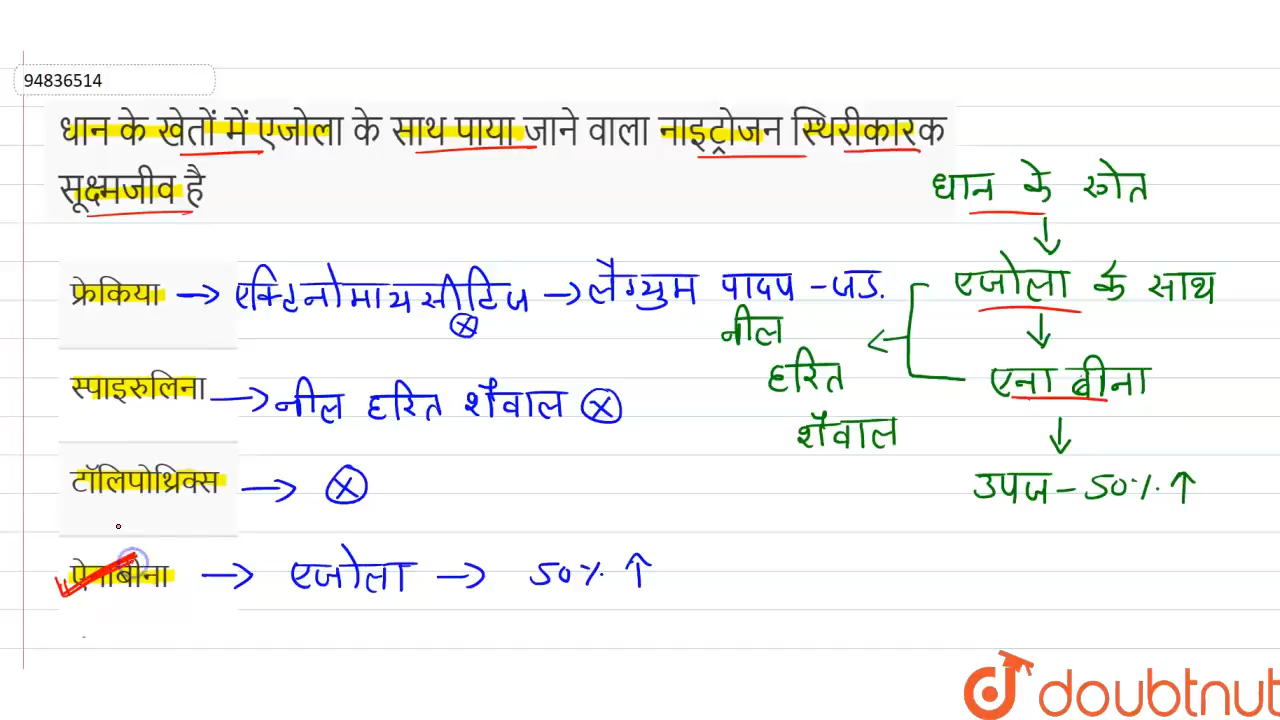 94836514
धान के खेतों में एजोला के साथ पाया जाने वाला नाइट्रोजन स्थिरीकारक
सूक्ष्मजीव है
फ्रेकिया → एक्टिनोमायसीटिज → लैग्युम पादप - जड.
स्पाइरुलिना → नील हरित शैवाल ⊗
टॉलिपोथ्रिक्स → ⊗
ऐनाबीना → एजोला → 50% ↑
धान के खेत
↓
एजोला के साथ
↓
एना बीना
↓
उपज - 50% ↑
नील
हरित
शैवाल
doubtnut